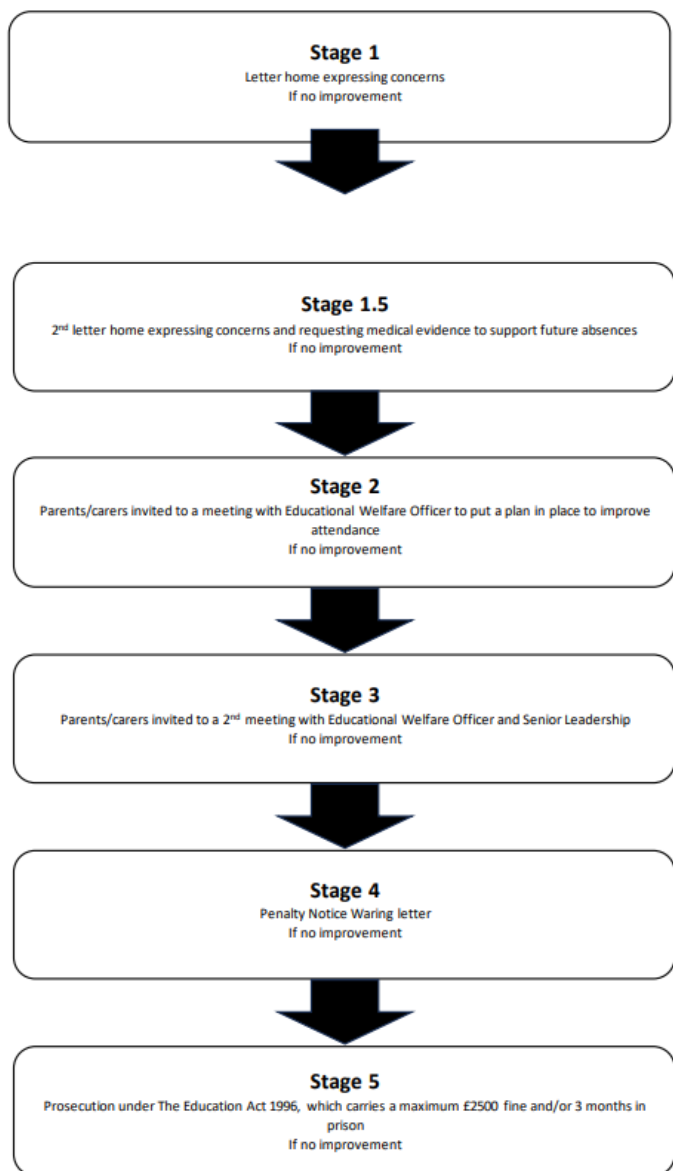 Stage 1
Letter home expressing concerns
If no improvement
Stage 1.5
2nd letter home expressing concerns and requesting medical evidence to support future absences
If no improvement
Stage 2
Parents/carers invited to a meeting with Educational Welfare Officer to put a plan in place to improve
attendance
If no improvement
Stage 3
Parents/carers invited to a 2nd meeting with Educational Welfare Officer and Senior Leadership
If no improvement
Stage 4
Penalty Notice Waring letter
If no improvement
Stage 5
Prosecution under The Education Act 1996, which carries a maximum £2500 fine and/or 3 months in
prison
If no improvement